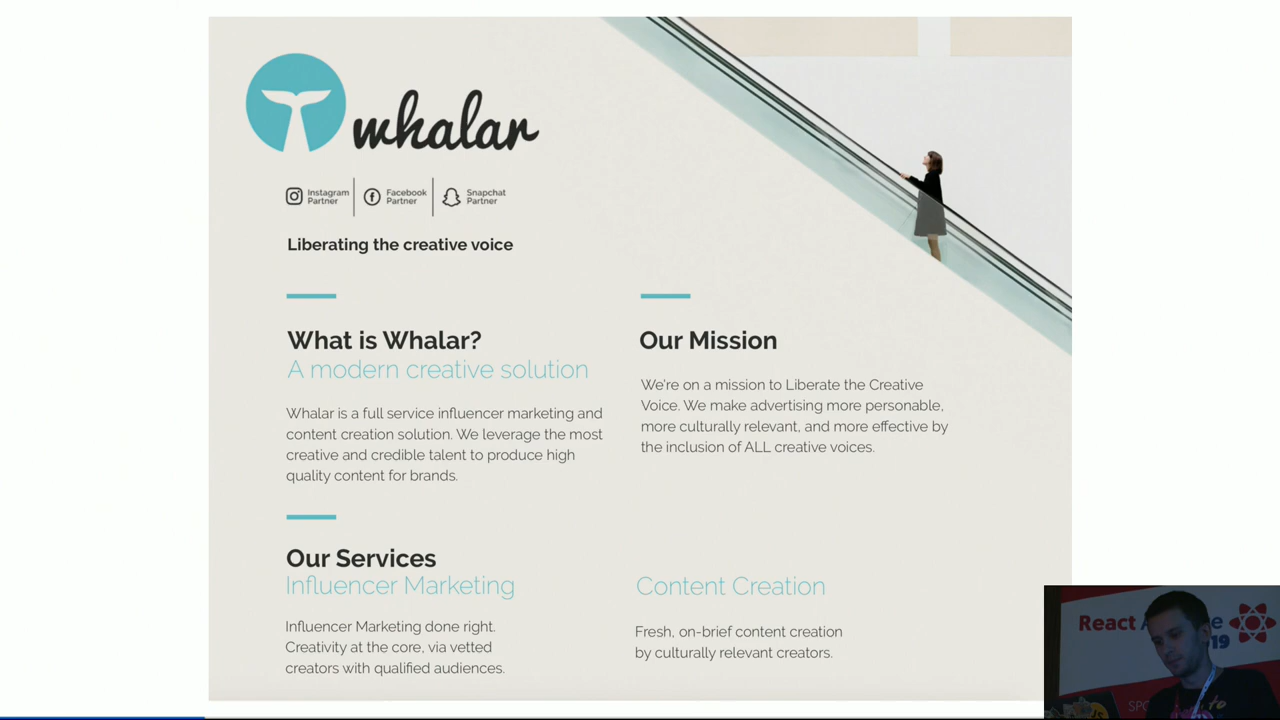 whalar
Instagram
Partner
Facebook
Partner
Snapchat
Partner
Liberating the creative voice
What is Whalar?
A modern creative solution
Whalar is a full service influencer marketing and
content creation solution. We leverage the most
creative and credible talent to produce high
quality content for brands.
Our Mission
We're on a mission to Liberate the Creative
Voice. We make advertising more personable,
more culturally relevant, and more effective by
the inclusion of ALL creative voices.
Our Services
Influencer Marketing
Influencer Marketing done right.
Creativity at the core, via vetted
creators with qualified audiences.
Content Creation
Fresh, on-brief content creation
by culturally relevant creators.
React
19